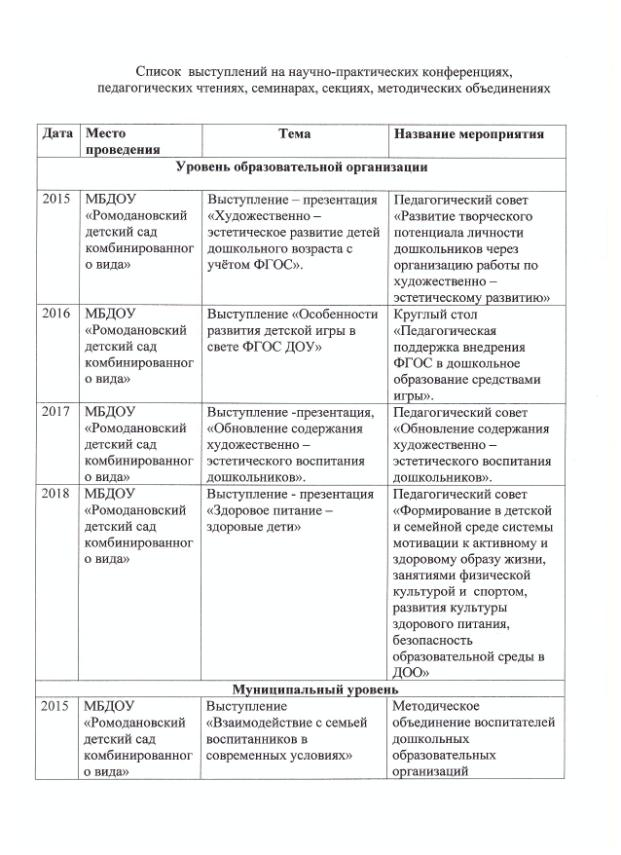 Список выступлений на научно-практических конференциях,
педагогических чтениях, семинарах, секциях, методических объединениях
Дата
Место
проведения
Тема
Название мероприятия
Уровень образовательной организации
2015
МБДОУ
«Ромодановский
детский сад
комбинированног
о вида»
Выступление – презентация
«Художественно –
эстетическое развитие детей
дошкольного возраста с
учётом ФГОС».
Педагогический совет
«Развитие творческого
потенциала личности
дошкольников через
организацию работы по
художественно –
эстетическому развитию»
2016
МБДОУ
«Ромодановский
детский сад
комбинированног
о вида»
Выступление «Особенности
развития детской игры в
свете ФГОС ДОУ»
Круглый стол
«Педагогическая
поддержка внедрения
ФГОС в дошкольное
образование средствами
игры».
2017
МБДОУ
«Ромодановский
детский сад
комбинированног
о вида»
Выступление -презентация,
«Обновление содержания
художественно –
эстетического воспитания
дошкольников».
Педагогический совет
«Обновление содержания
художественно –
эстетического воспитания
дошкольников».
2018
МБДОУ
«Ромодановский
детский сад
комбинированног
о вида»
Выступление - презентация
«Здоровое питание –
здоровые дети»
Педагогический совет
«Формирование в детской
и семейной среде системы
мотивации к активному и
здоровому образу жизни,
занятиями физической
культурой и спортом,
развития культуры
здорового питания,
безопасность
образовательной среды в
ДОО»
Муниципальный уровень
2015
МБДОУ
«Ромодановский
детский сад
комбинированног
о вида»
Выступление
«Взаимодействие с семьей
воспитанников в
современных условиях»
Методическое
объединение воспитателей
дошкольных
образовательных
организаций